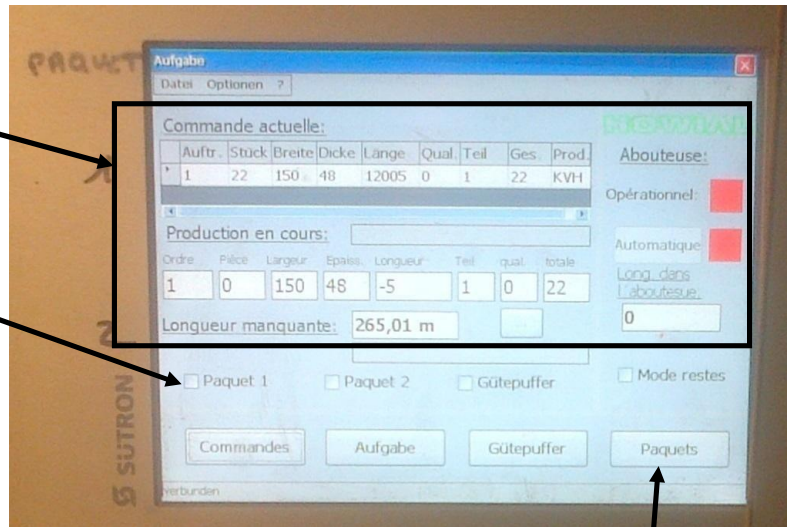 PAQUET
Aufgabe
Datei Optionen ?
Commande actuelle:
HOWIAL
Auftr. Stück Breite Dicke Länge Qual. Teil Ges. Prod.
1 22 150 48 12005 0 1 22 KVH
Abouteuse:
Opérationnel:
Production en cours:
Automatique
Ordre Pièce Largeur Epaiss. Longueur Teil qual. totale
1 0 150 48 -5 1 0 22
Long. dans
l'aboutesue:
0
Longueur manquante: 265,01 m
Paquet 1 Paquet 2 Gütepuffer Mode restes
Commandes Aufgabe Gütepuffer Paquets
verbunden
SUTRON